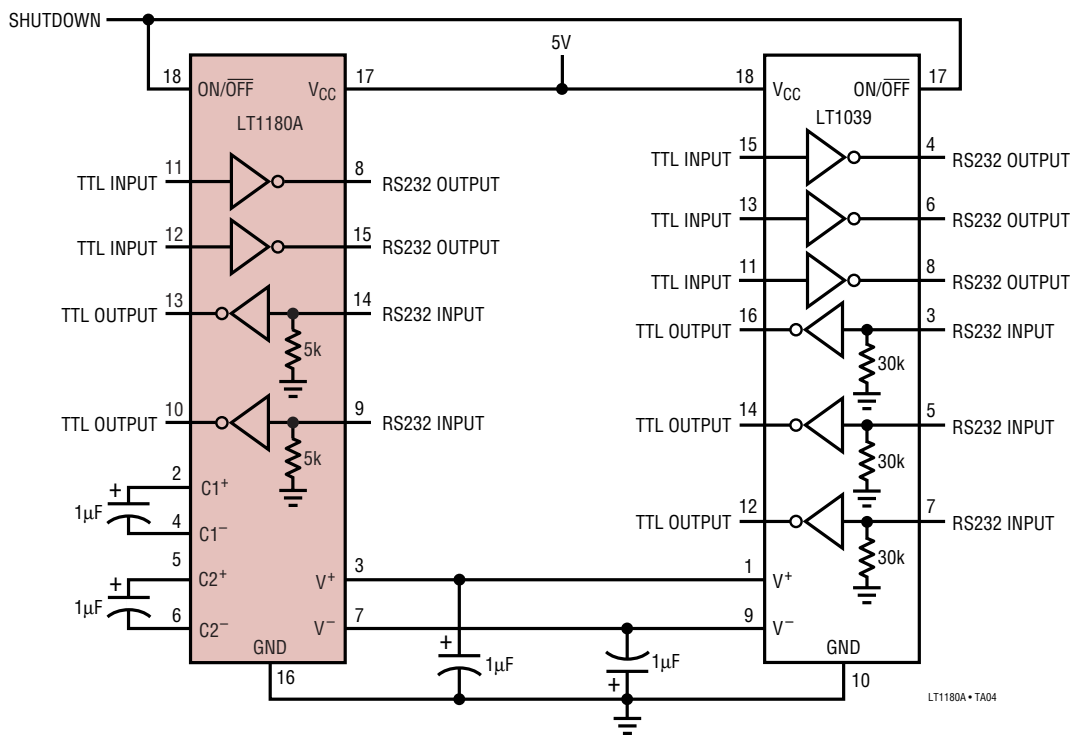 SHUTDOWN
5V
18 ON/OFF VCC 17
18 VCC ON/OFF 17
LT1180A
LT1039
TTL INPUT 11 8 RS232 OUTPUT
TTL INPUT 12 15 RS232 OUTPUT
TTL OUTPUT 13 14 RS232 INPUT
5k
TTL OUTPUT 10 9 RS232 INPUT
5k
2 C1+
1µF +
4 C1−
5 C2+
1µF +
6 C2−
V+ 3
V− 7
GND
16
TTL INPUT 15 4 RS232 OUTPUT
TTL INPUT 13 6 RS232 OUTPUT
TTL INPUT 11 8 RS232 OUTPUT
TTL OUTPUT 16 3 RS232 INPUT
30k
TTL OUTPUT 14 5 RS232 INPUT
30k
TTL OUTPUT 12 7 RS232 INPUT
30k
1 V+
9 V−
GND
10
+ 1µF
1µF +
LT1180A • TA04